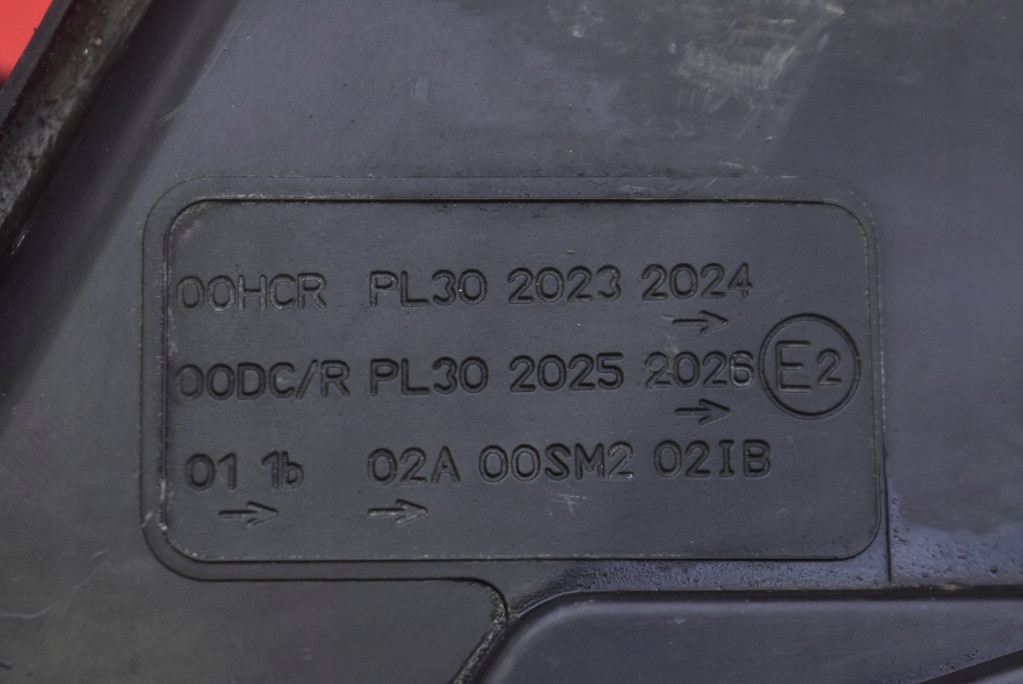 00HCR PL30 2023 2024
→
00DC/R PL30 2025 2026 E2
→
01 1b 02A 00SM2 02IB
→ →